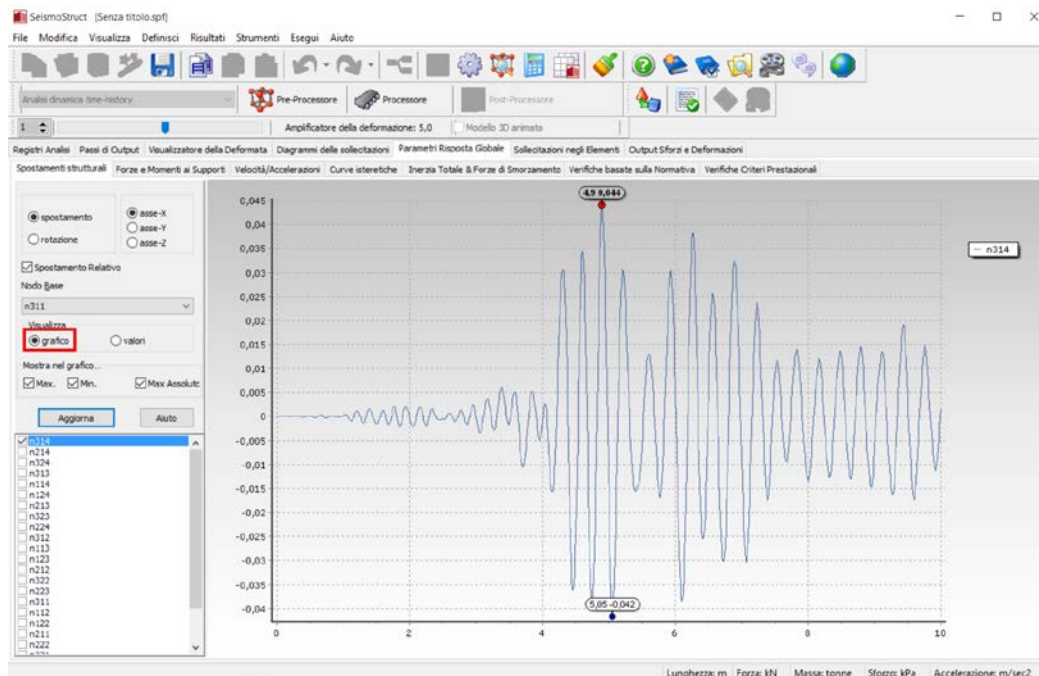 SeismoStruct [Senza titolo.spf]
File Modifica Visualizza Definisci Risultati Strumenti Esegui Aiuto
Analisi dinamica time-history
Pre-Processore
Processore
Post-Processore
1
Amplificatore della deformazione: 5,0
Modello 3D animato
Registri Analisi Passi di Output Visualizzatore della Deformata Diagrammi delle sollecitazioni Parametri Risposta Globale Sollecitazioni negli Elementi Output Sforzi e Deformazioni
Spostamenti strutturali Forze e Momenti ai Supporti Velocità/Accelerazioni Curve isteretiche Inerzia Totale & Forze di Smorzamento Verifiche basate sulla Normativa Verifiche Criteri Prestazionali
spostamento
rotazione
asse-X
asse-Y
asse-Z
Spostamento Relativo
Nodo Base
n311
Visualizza
grafico
valori
Mostra nel grafico...
Max. Min. Max Assoluto
Aggiorna
Aiuto
n314
n214
n324
n313
n114
n124
n213
n323
n224
n312
n113
n123
n212
n322
n223
n311
n112
n122
n211
n222
0,045
0,04
0,035
0,03
0,025
0,02
0,015
0,01
0,005
0
-0,005
-0,01
-0,015
-0,02
-0,025
-0,03
-0,035
-0,04
4,9 0,044
5,05 -0,042
n314
0 2 4 6 8 10
Lunghezza: m Forza: kN Massa: tonne Sforzo: kPa Accelerazione: m/sec2